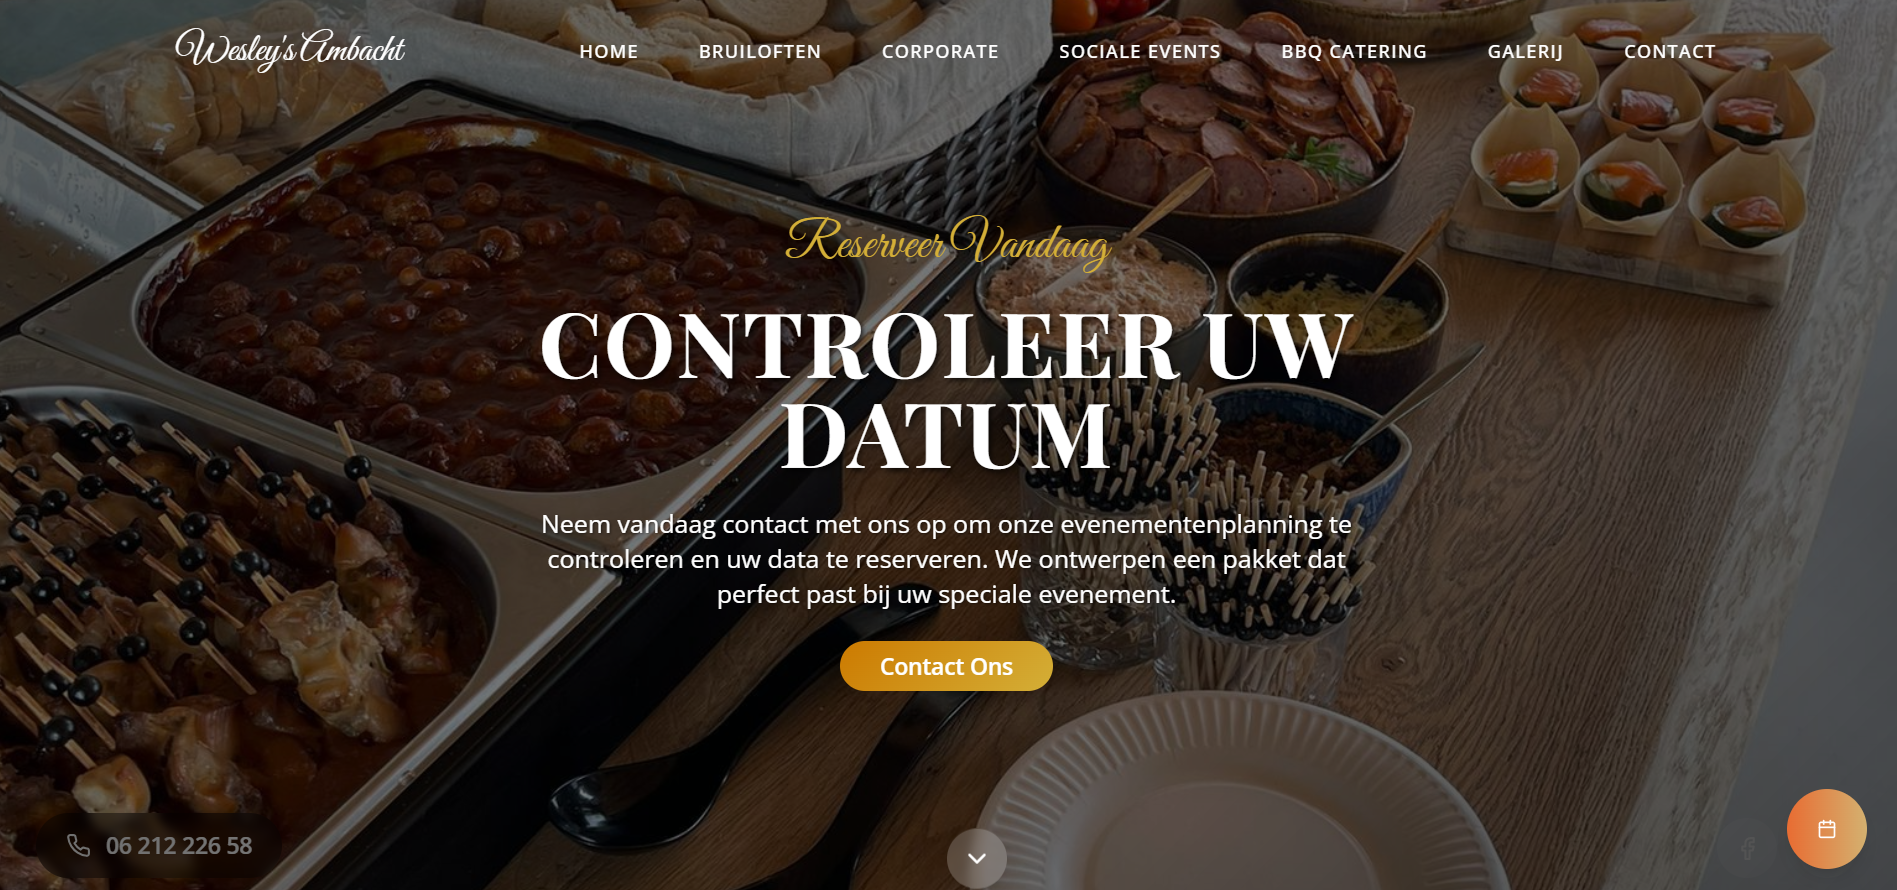 Wesley's Ambacht
HOME
BRUILOFTEN
CORPORATE
SOCIALE EVENTS
BBQ CATERING
GALERIJ
CONTACT
Reserveer Vandaag
CONTROLEER UW
DATUM
Neem vandaag contact met ons op om onze evenementenplanning te
controleren en uw data te reserveren. We ontwerpen een pakket dat
perfect past bij uw speciale evenement.
Contact Ons
06 212 226 58